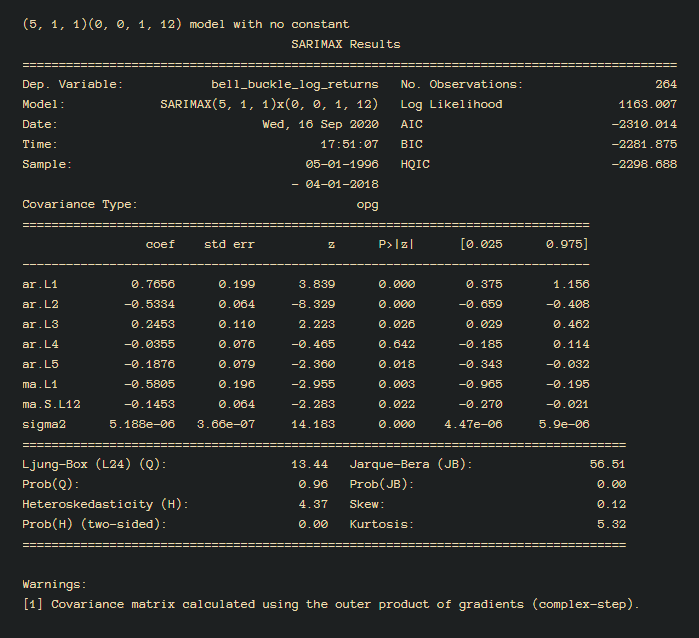 (5, 1, 1)(0, 0, 1, 12) model with no constant
SARIMAX Results
==========================================================================================
Dep. Variable: bell_buckle_log_returns No. Observations: 264
Model: SARIMAX(5, 1, 1)x(0, 0, 1, 12) Log Likelihood 1163.007
Date: Wed, 16 Sep 2020 AIC -2310.014
Time: 17:51:07 BIC -2281.875
Sample: 05-01-1996 HQIC -2298.688
- 04-01-2018
Covariance Type: opg
==============================================================================
coef std err z P>|z| [0.025 0.975]
------------------------------------------------------------------------------
ar.L1 0.7656 0.199 3.839 0.000 0.375 1.156
ar.L2 -0.5334 0.064 -8.329 0.000 -0.659 -0.408
ar.L3 0.2453 0.110 2.223 0.026 0.029 0.462
ar.L4 -0.0355 0.076 -0.465 0.642 -0.185 0.114
ar.L5 -0.1876 0.079 -2.360 0.018 -0.343 -0.032
ma.L1 -0.5805 0.196 -2.955 0.003 -0.965 -0.195
ma.S.L12 -0.1453 0.064 -2.283 0.022 -0.270 -0.021
sigma2 5.188e-06 3.66e-07 14.183 0.000 4.47e-06 5.9e-06
===================================================================================
Ljung-Box (L24) (Q): 13.44 Jarque-Bera (JB): 56.51
Prob(Q): 0.96 Prob(JB): 0.00
Heteroskedasticity (H): 4.37 Skew: 0.12
Prob(H) (two-sided): 0.00 Kurtosis: 5.32
===================================================================================
Warnings:
[1] Covariance matrix calculated using the outer product of gradients (complex-step).